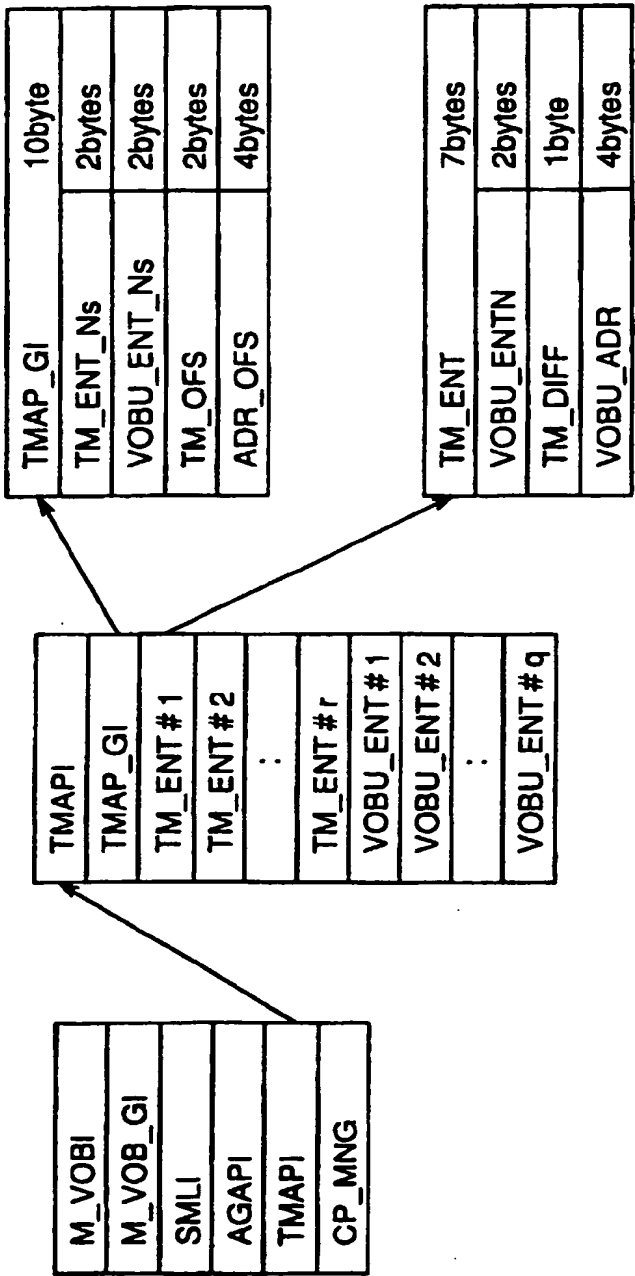 M_VOBI
M_VOB_GI
SMLI
AGAPI
TMAPI
CP_MNG
TMAPI
TMAP_GI
TM_ENT#1
TM_ENT#2
:
TM_ENT#r
VOBU_ENT#1
VOBU_ENT#2
:
VOBU_ENT#q
TMAP_GI 10byte
TM_ENT_Ns 2bytes
VOBU_ENT_Ns 2bytes
TM_OFS 2bytes
ADR_OFS 4bytes
TM_ENT 7bytes
VOBU_ENTN 2bytes
TM_DIFF 1byte
VOBU_ADR 4bytes